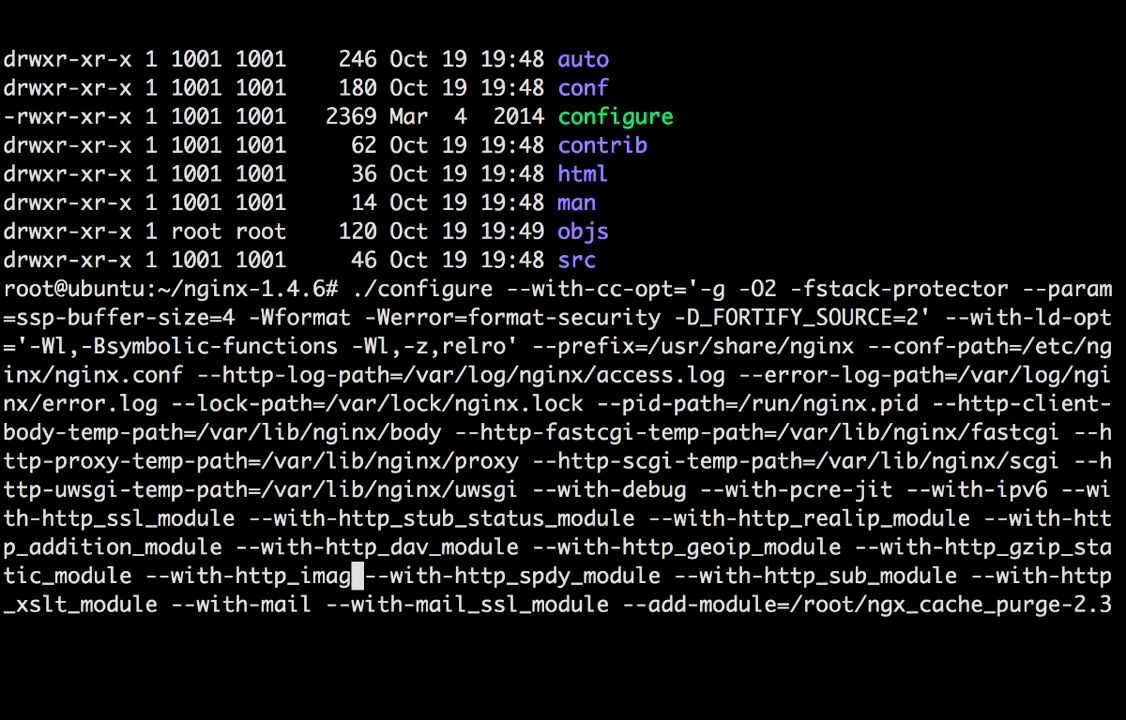 drwxr-xr-x 1 1001 1001    246 Oct 19 19:48 auto
drwxr-xr-x 1 1001 1001    180 Oct 19 19:48 conf
-rwxr-xr-x 1 1001 1001   2369 Mar  4  2014 configure
drwxr-xr-x 1 1001 1001     62 Oct 19 19:48 contrib
drwxr-xr-x 1 1001 1001     36 Oct 19 19:48 html
drwxr-xr-x 1 1001 1001     14 Oct 19 19:48 man
drwxr-xr-x 1 root root    120 Oct 19 19:49 objs
drwxr-xr-x 1 1001 1001     46 Oct 19 19:48 src
root@ubuntu:~/nginx-1.4.6# ./configure --with-cc-opt='-g -O2 -fstack-protector --param
=ssp-buffer-size=4 -Wformat -Werror=format-security -D_FORTIFY_SOURCE=2' --with-ld-opt
='-Wl,-Bsymbolic-functions -Wl,-z,relro' --prefix=/usr/share/nginx --conf-path=/etc/ng
inx/nginx.conf --http-log-path=/var/log/nginx/access.log --error-log-path=/var/log/ngi
nx/error.log --lock-path=/var/lock/nginx.lock --pid-path=/run/nginx.pid --http-client-
body-temp-path=/var/lib/nginx/body --http-fastcgi-temp-path=/var/lib/nginx/fastcgi --h
ttp-proxy-temp-path=/var/lib/nginx/proxy --http-scgi-temp-path=/var/lib/nginx/scgi --h
ttp-uwsgi-temp-path=/var/lib/nginx/uwsgi --with-debug --with-pcre-jit --with-ipv6 --wi
th-http_ssl_module --with-http_stub_status_module --with-http_realip_module --with-htt
p_addition_module --with-http_dav_module --with-http_geoip_module --with-http_gzip_sta
tic_module --with-http_imag --with-http_spdy_module --with-http_sub_module --with-http
_xslt_module --with-mail --with-mail_ssl_module --add-module=/root/ngx_cache_purge-2.3